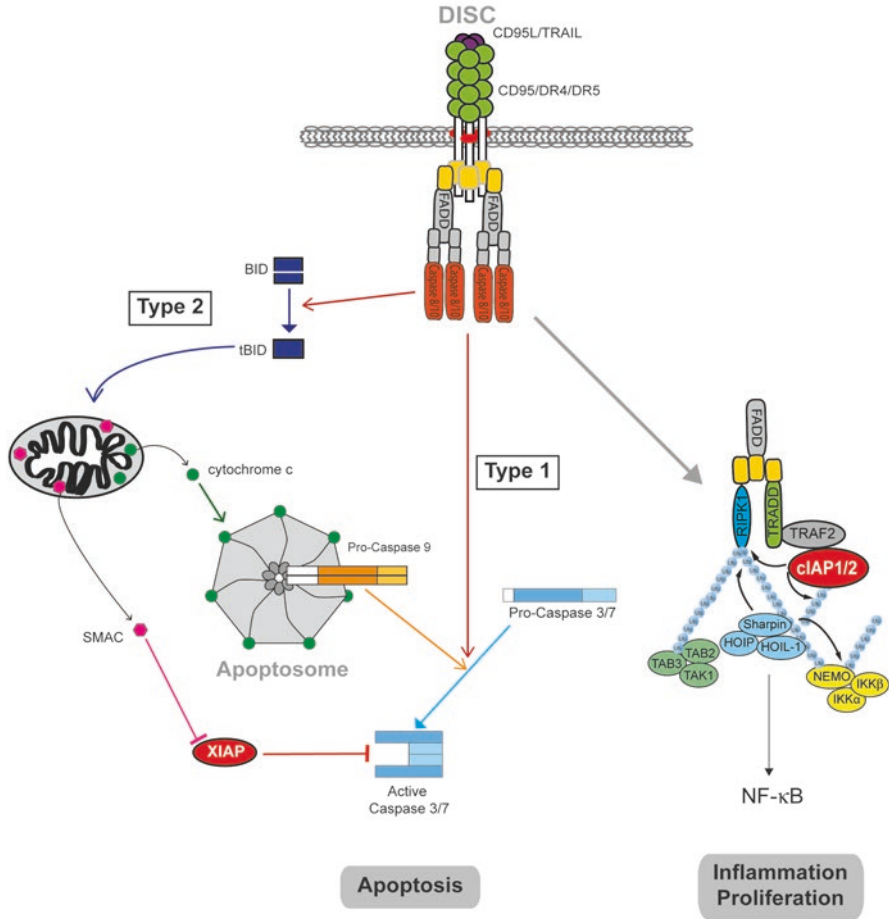 DISC
CD95L/TRAIL
CD95/DR4/DR5
FADD
FADD
Caspase 8/10
Caspase 8/10
Caspase 8/10
Caspase 8/10
BID
Type 2
tBID
cytochrome c
Type 1
Pro-Caspase 9
Apoptosome
Pro-Caspase 3/7
SMAC
XIAP
Active
Caspase 3/7
FADD
RIPK1
TRADD
TRAF2
cIAP1/2
Sharpin
HOIP
HOIL-1
TAB2
TAB3
TAK1
NEMO
IKKβ
IKKα
NF-κB
Apoptosis
Inflammation
Proliferation